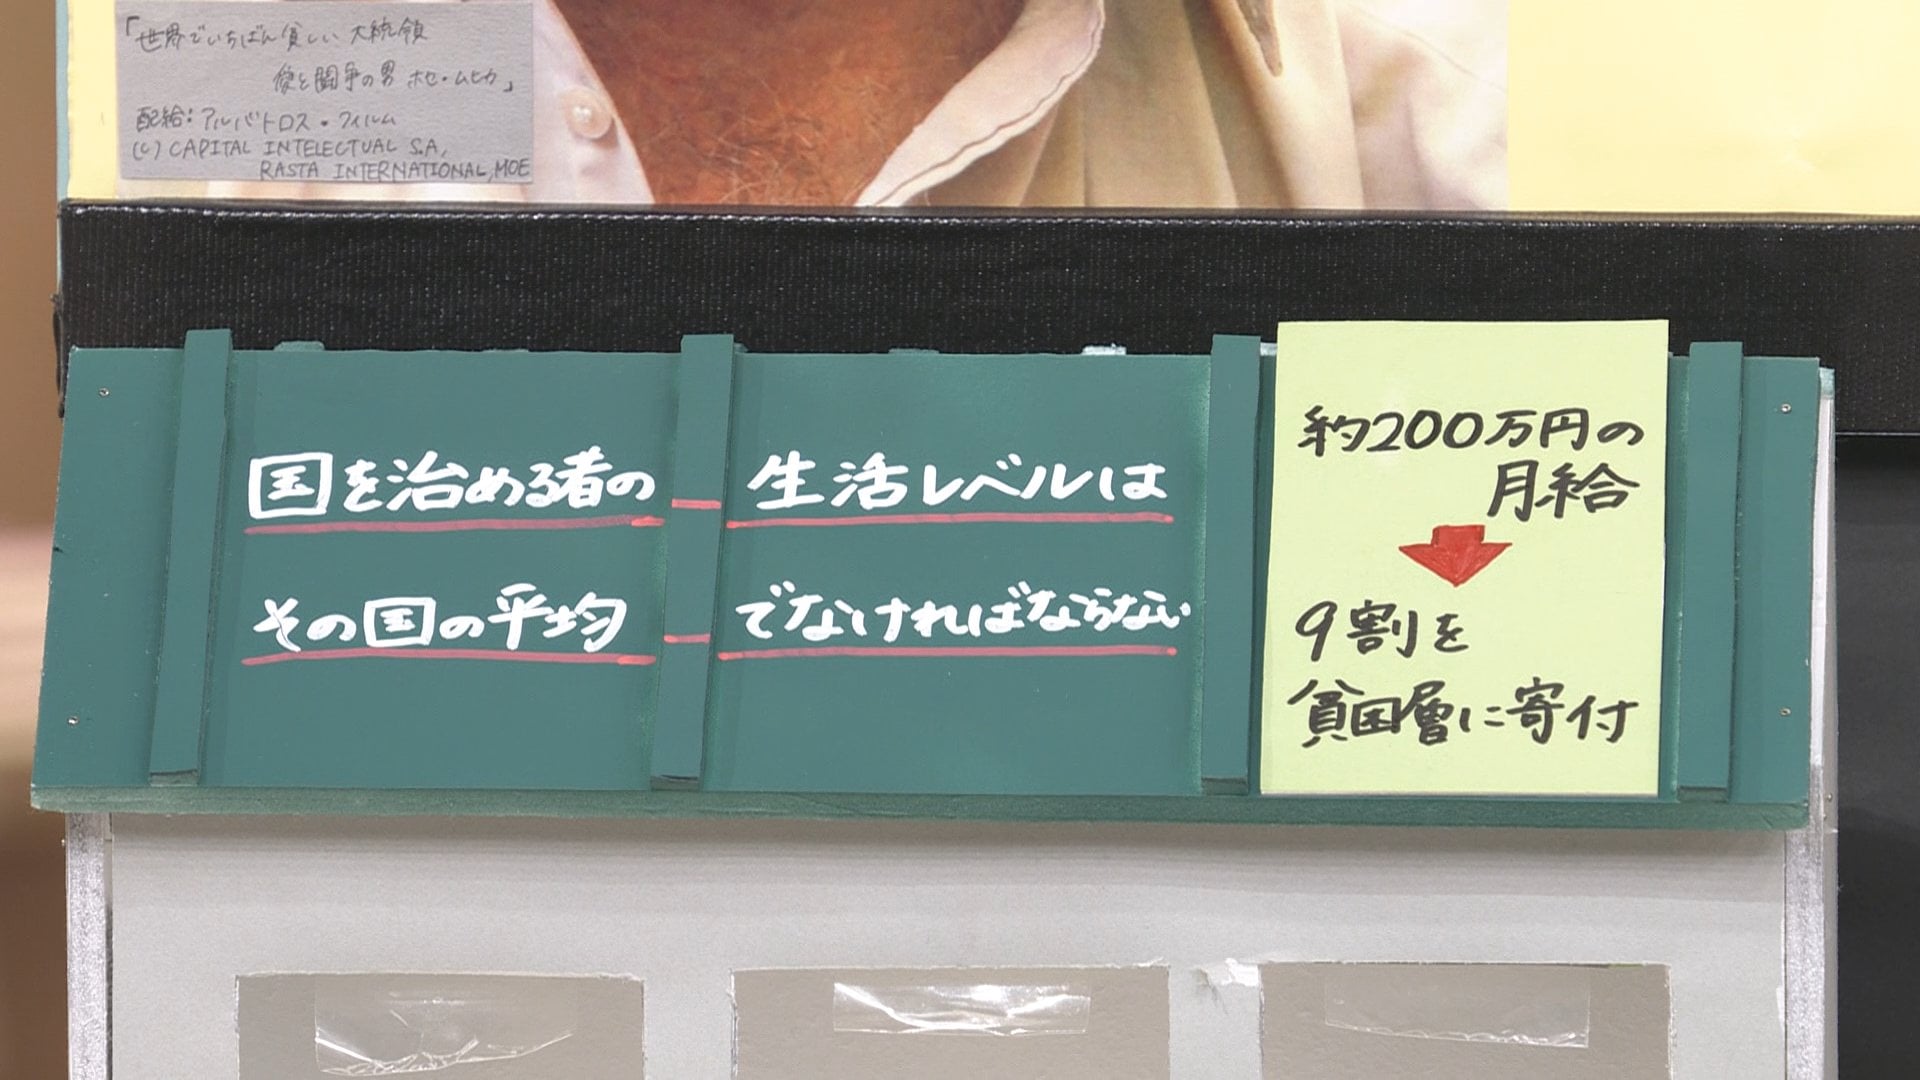 「世界でいちばん貧しい大統領
愛と闘争の男 ホセ・ムヒカ」
配給:アルバトロス・フィルム
(C) CAPITAL INTELECTUAL S.A,
RASTA INTERNATIONAL, MOE
国を治める者の生活レベルは
その国の平均でなければならない
約200万円の
月給
9割を
貧困層に寄付